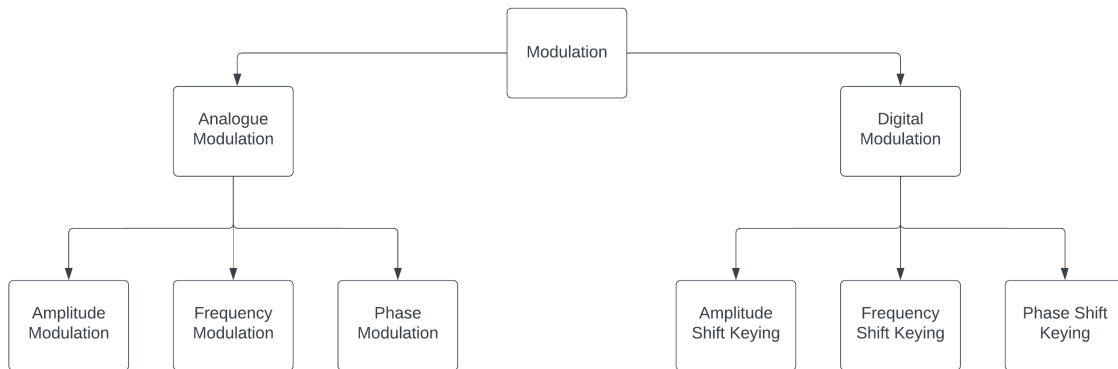 Modulation
Analogue
Modulation
Digital
Modulation
Amplitude
Modulation
Frequency
Modulation
Phase
Modulation
Amplitude
Shift Keying
Frequency
Shift Keying
Phase Shift
Keying